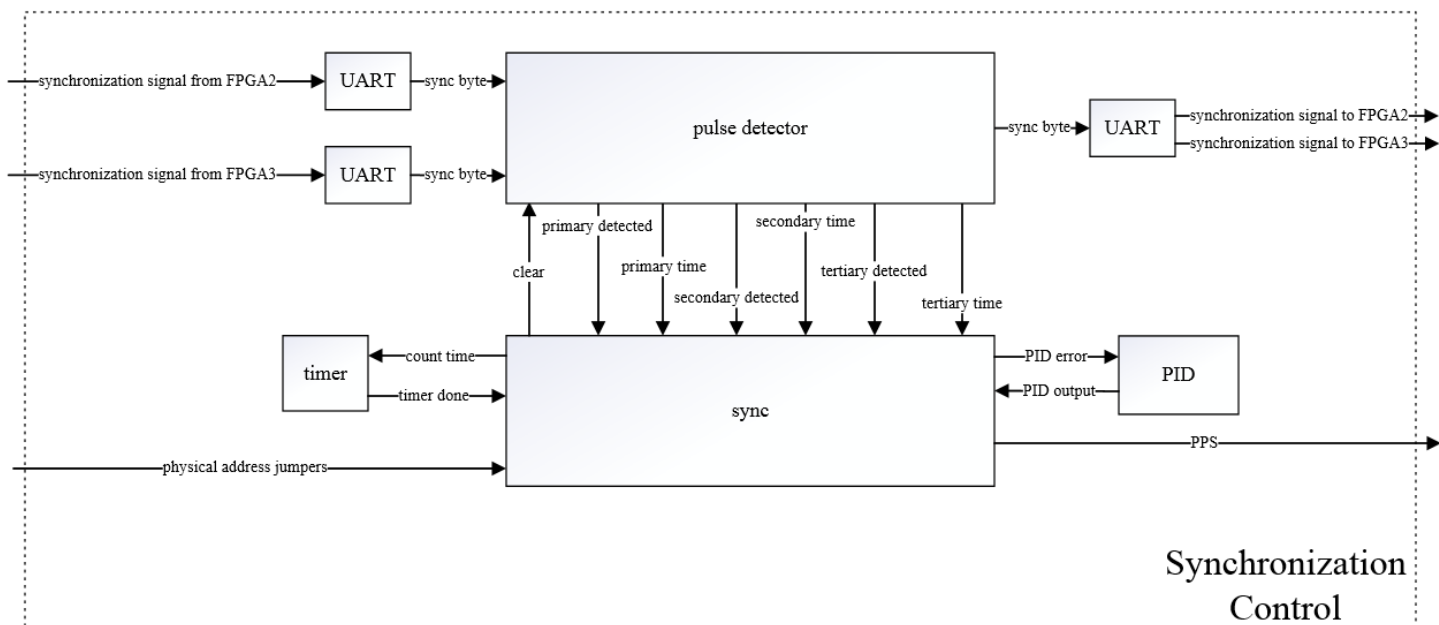 synchronization signal from FPGA2
UART
sync byte
pulse detector
sync byte
UART
synchronization signal to FPGA2
synchronization signal to FPGA3
synchronization signal from FPGA3
UART
sync byte
clear
primary detected
primary time
secondary detected
secondary time
tertiary detected
tertiary time
timer
count time
timer done
sync
PID error
PID output
PID
PPS
physical address jumpers
Synchronization
Control